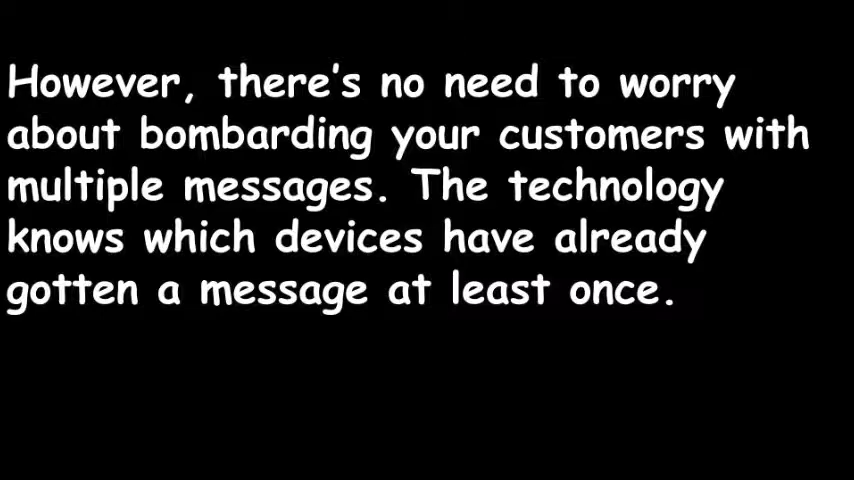 However, there's no need to worry
about bombarding your customers with
multiple messages. The technology
knows which devices have already
gotten a message at least once.